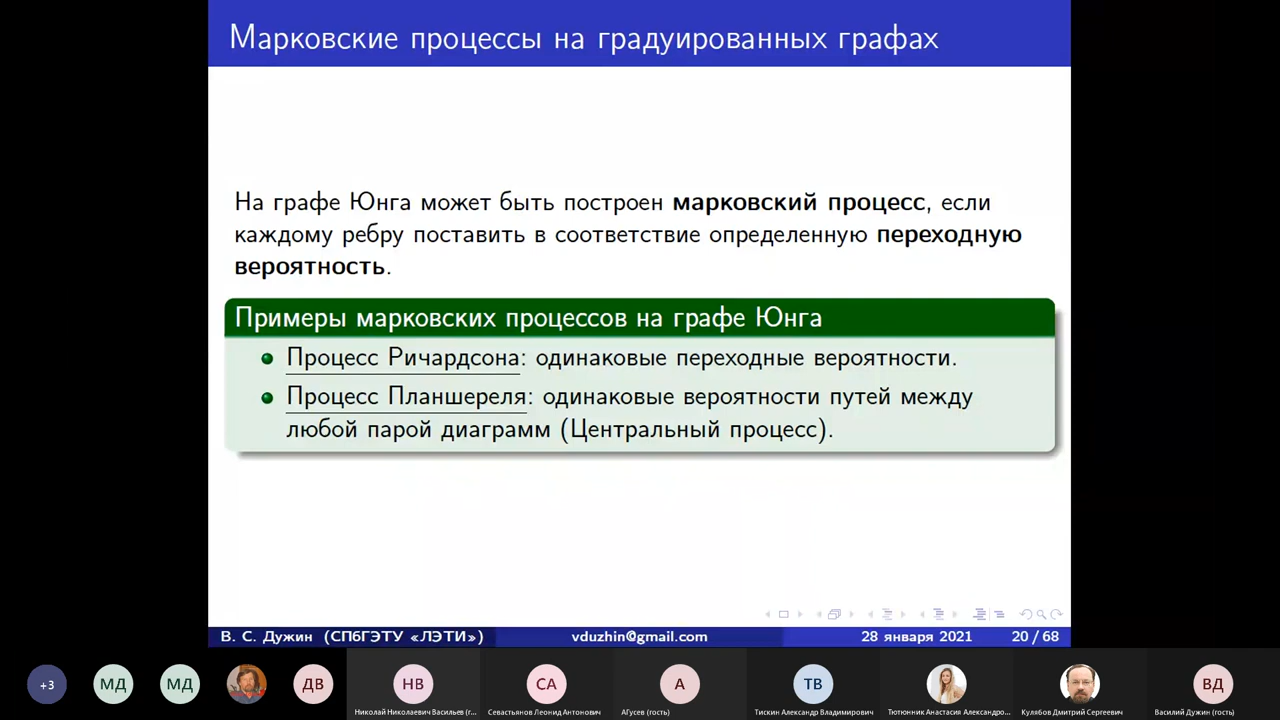 Марковские процессы на градуированных графах
На графе Юнга может быть построен марковский процесс, если
каждому ребру поставить в соответствие определенную переходную
вероятность.
Примеры марковских процессов на графе Юнга
Процесс Ричардсона: одинаковые переходные вероятности.
Процесс Планшереля: одинаковые вероятности путей между
любой парой диаграмм (Центральный процесс).
В. С. Дужин (СПбГЭТУ «ЛЭТИ») vduzhin@gmail.com 28 января 2021 20 / 68
+3 МД МД ДВ НВ СА А ТВ ВД
Николай Николаевич Васильев (г... Севастьянов Леонид Антонович АГусев (гость) Тискин Александр Владимирович Тютюнник Анастасия Александро... Кулябов Дмитрий Сергеевич Василий Дужин (гость)